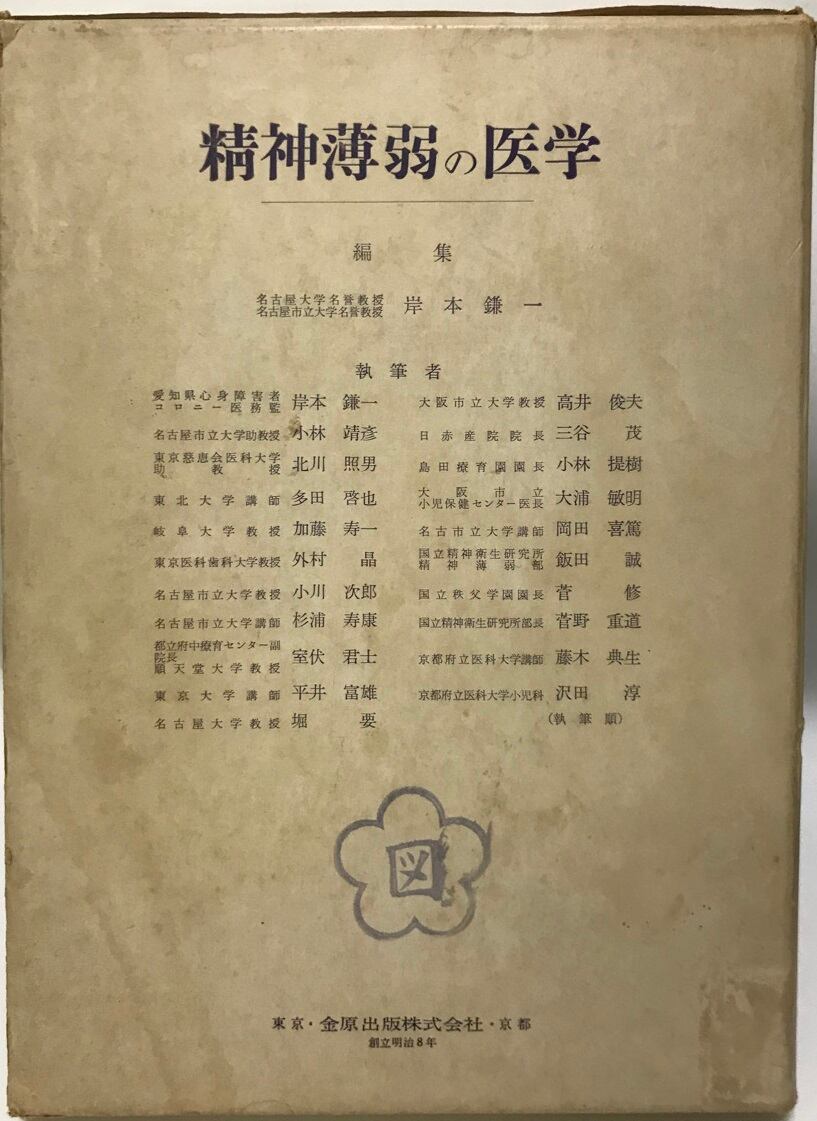 精神薄弱の医学
編 集
名古屋大学名誉教授
名古屋市立大学名誉教授 岸本鎌一
執筆者
愛知県心身障害者
コロニー医務監 岸本 鎌一
名古屋市立大学助教授 小林 靖彦
東京慈恵会医科大学
助教授 北川 照男
東北大学講師 多田 啓也
岐阜大学教授 加藤 寿一
東京医科歯科大学教授 外村 晶
名古屋市立大学教授 小川 次郎
名古屋市立大学講師 杉浦 寿康
都立府中療育センター副
院長
順天堂大学教授 室伏 君士
東京大学講師 平井 富雄
名古屋大学教授 堀 要
大阪市立大学教授 高井 俊夫
日赤産院院長 三谷 茂
島田療育園園長 小林 提樹
大阪市立
小児保健センター医長 大浦 敏明
名古市立大学講師 岡田 喜篤
国立精神衛生研究所
精神薄弱部 飯田 誠
国立秩父学園園長 菅 修
国立精神衛生研究所部長 菅野 重道
京都府立医科大学講師 藤木 典生
京都府立医科大学小児科 沢田 淳
(執筆順)
図
東京・金原出版株式会社・京都
創立明治8年